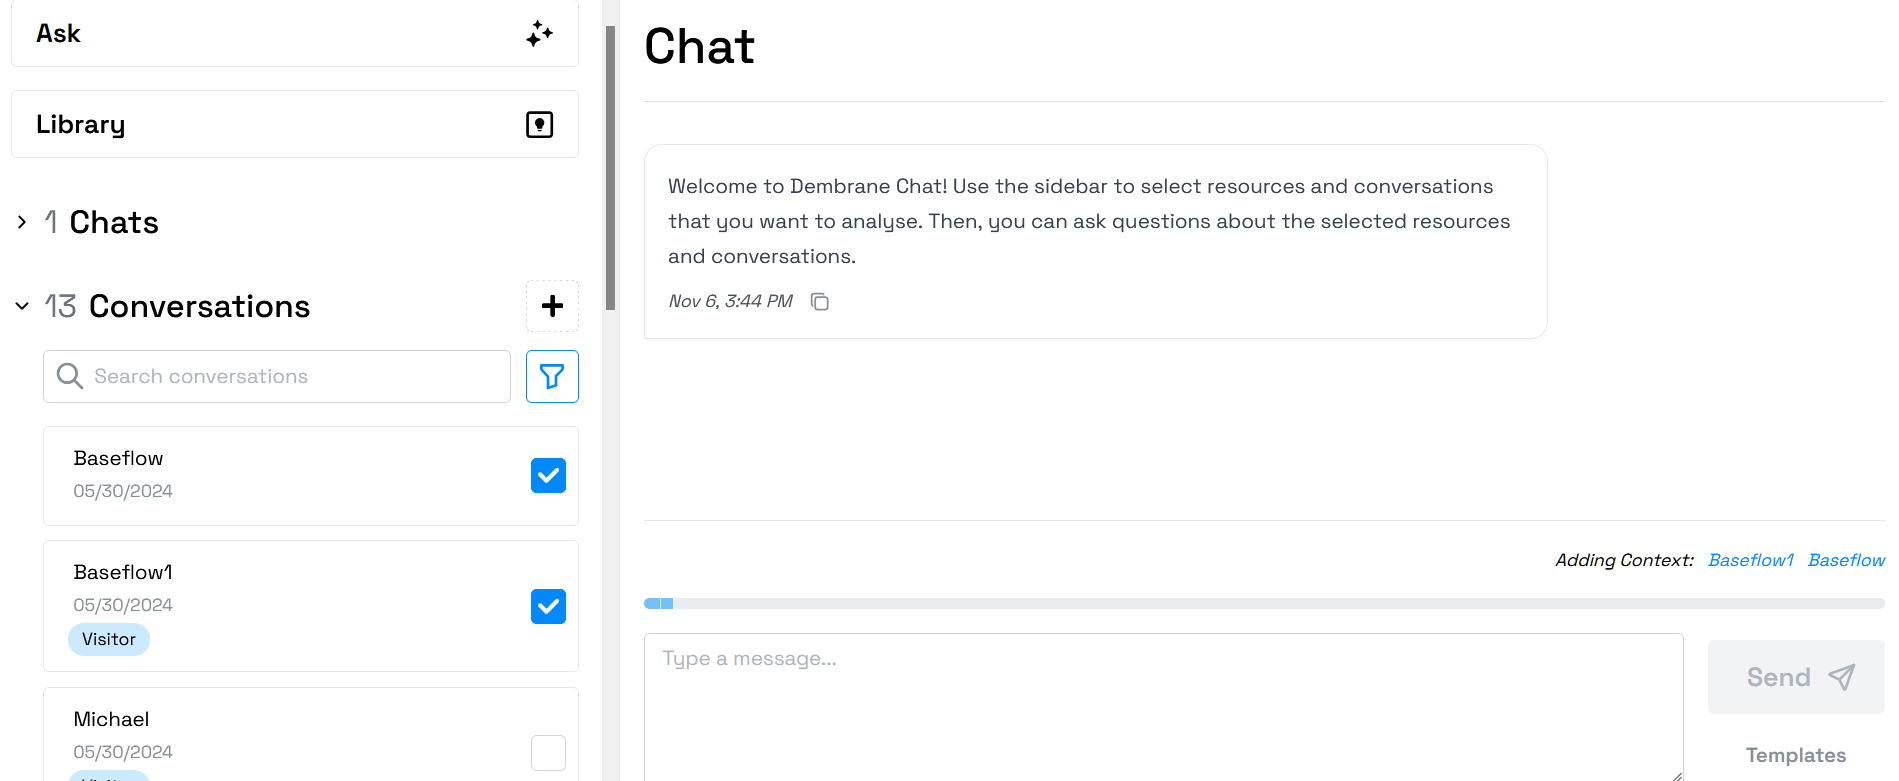 Ask
Library
1 Chats
13 Conversations
Search conversations
Baseflow
05/30/2024
Baseflow1
05/30/2024
Visitor
Michael
05/30/2024
Chat
Welcome to Dembrane Chat! Use the sidebar to select resources and conversations
that you want to analyse. Then, you can ask questions about the selected resources
and conversations.
Nov 6, 3:44 PM
Adding Context: Baseflow1 Baseflow
Type a message...
Send
Templates